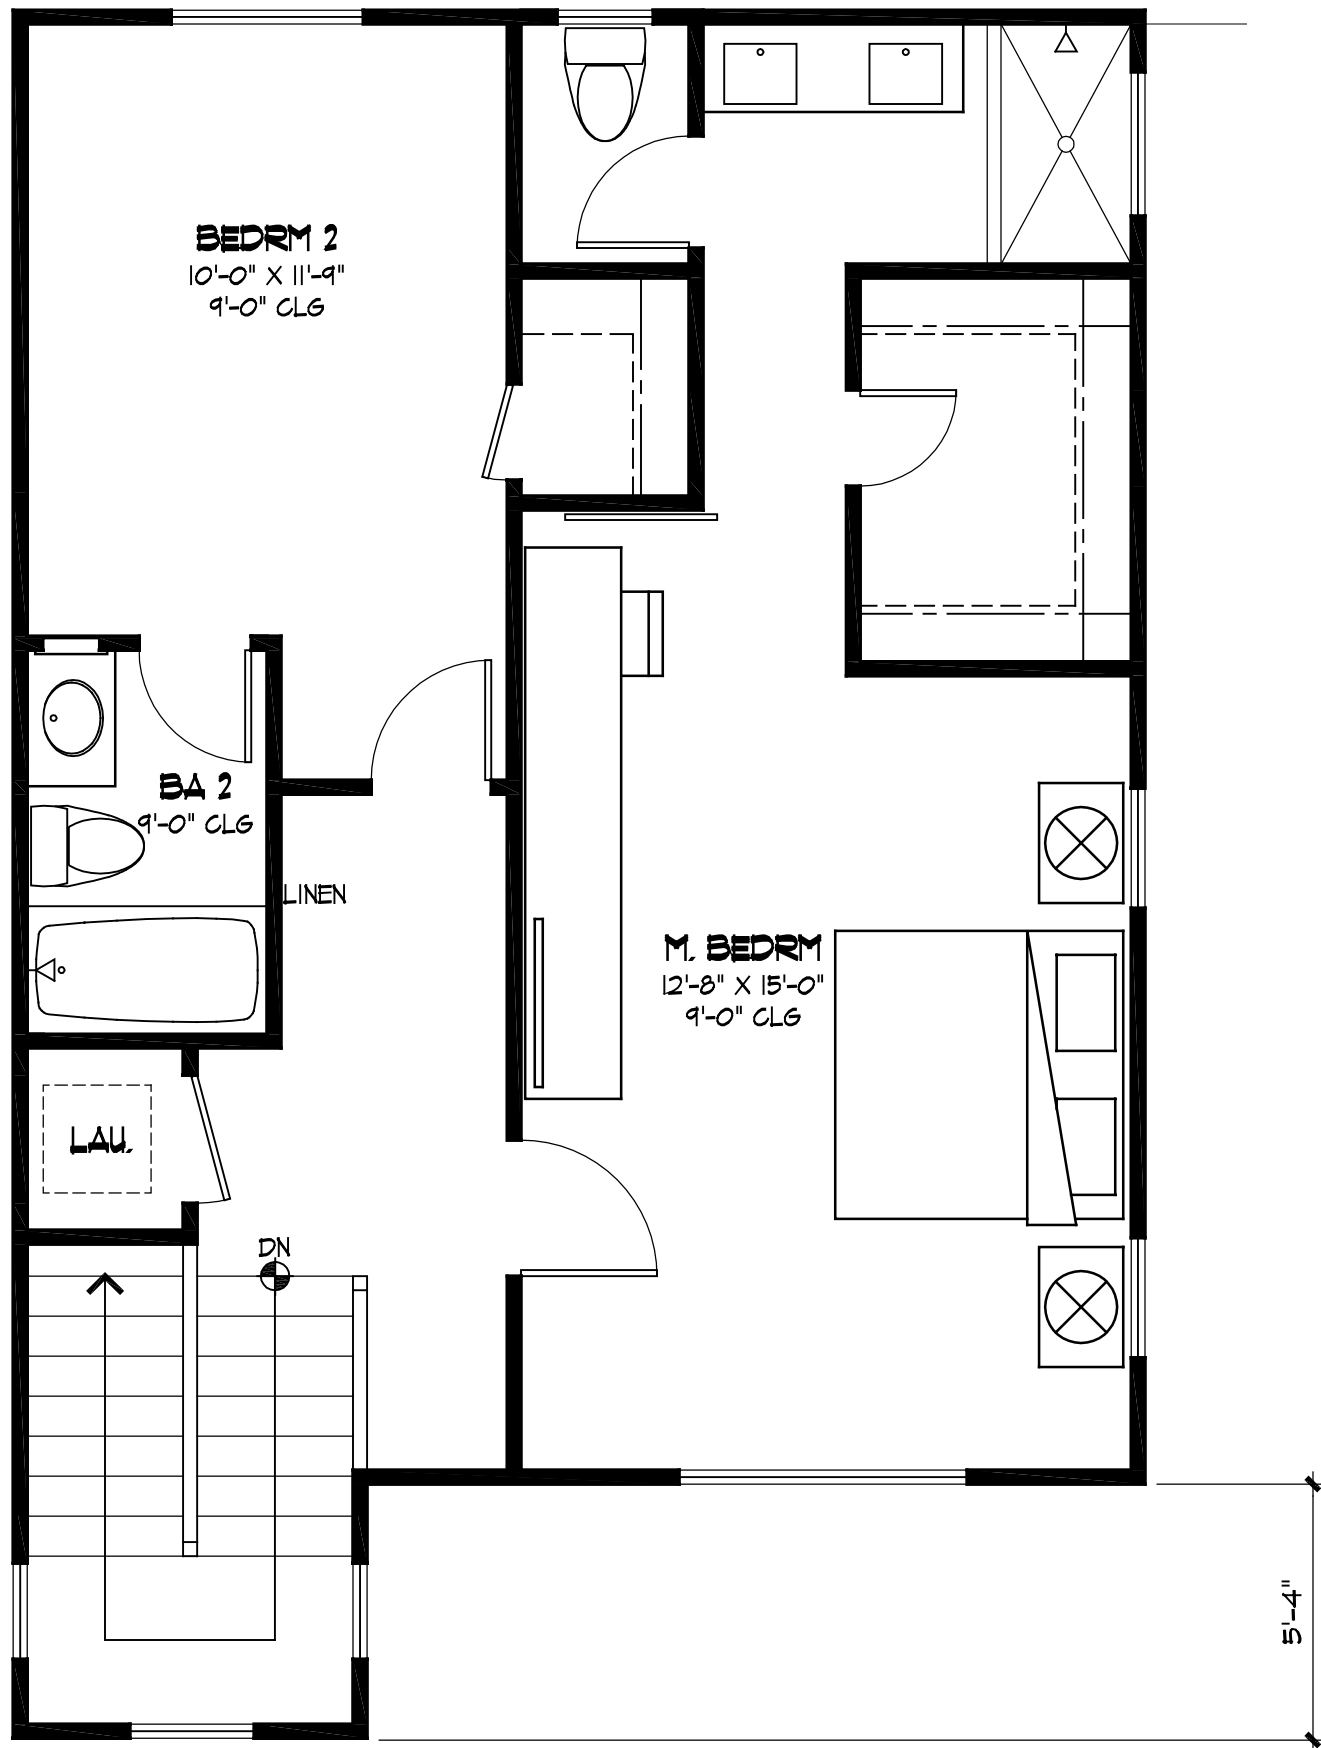 BEDRM 2
10'-0" X 11'-9"
9'-0" CLG
BA 2
9'-0" CLG
LINEN
M. BEDRM
12'-8" X 15'-0"
9'-0" CLG
LAU.
DN
5'-4"